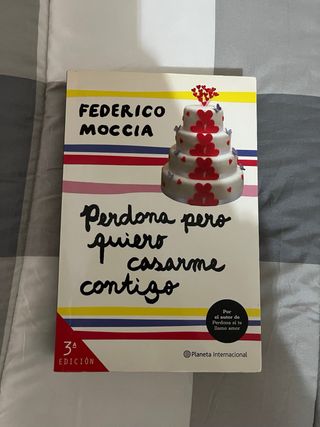 FEDERICO
MOCCIA
Perdona pero
quiero
casarme
contigo
Por
el autor de
Perdona si te
llamo amor
3ª
EDICIÓN
Planeta internacional